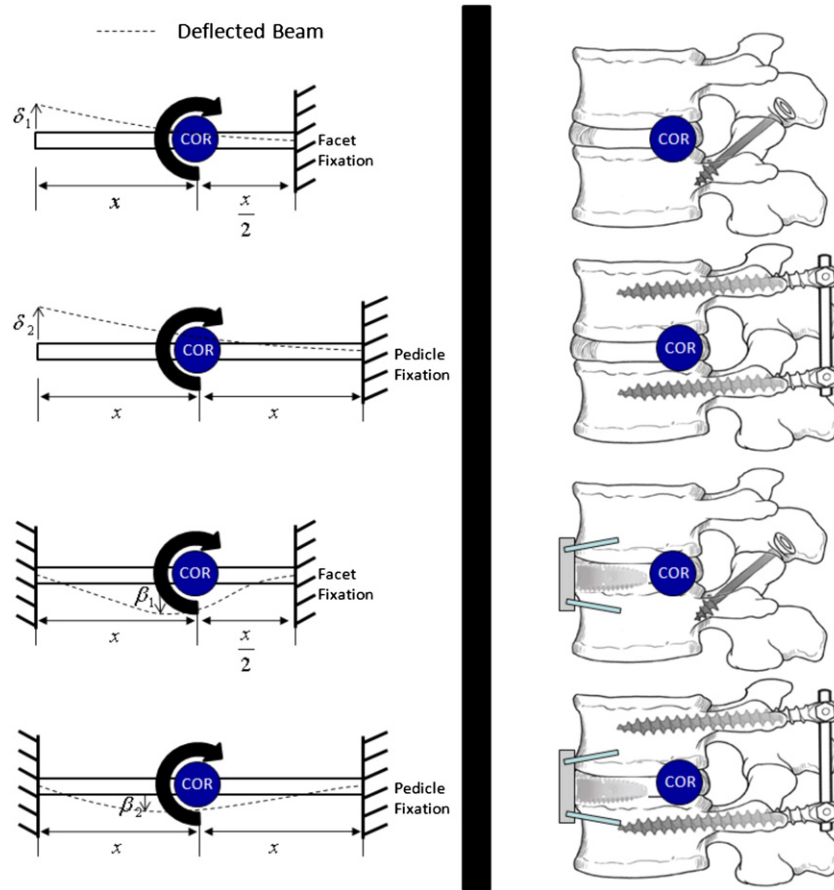 Deflected Beam
δ1
COR
Facet
Fixation
x
x
2
COR
δ2
COR
Pedicle
Fixation
x
x
COR
COR
Facet
Fixation
β1
x
x
2
COR
COR
Pedicle
Fixation
β2
x
x
COR